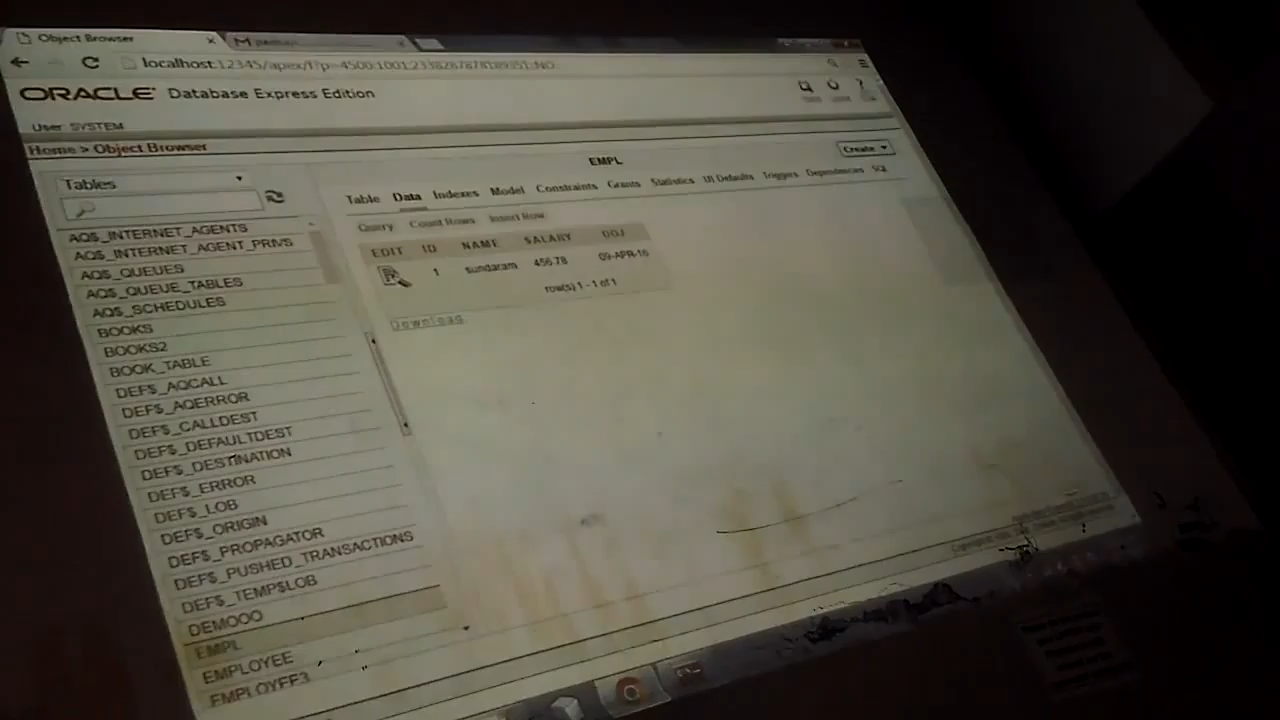 Object Browser
localhost:12345/apex/f?p=4500:1001:
ORACLE Database Express Edition
User: SYSTEM
Home > Object Browser
EMPL
Create
Tables
Table Data Indexes Model Constraints Grants Statistics UI Defaults Triggers Dependencies SQL
Query Count Rows Insert Row
EDIT ID NAME SALARY DOJ
1 sundaram 456.78 09-APR-16
row(s) 1 - 1 of 1
Download
AQ$_INTERNET_AGENTS
AQ$_INTERNET_AGENT_PRIVS
AQ$_QUEUES
AQ$_QUEUE_TABLES
AQ$_SCHEDULES
BOOKS
BOOKS2
BOOK_TABLE
DEF$_AQCALL
DEF$_AQERROR
DEF$_CALLDEST
DEF$_DEFAULTDEST
DEF$_DESTINATION
DEF$_ERROR
DEF$_LOB
DEF$_ORIGIN
DEF$_PROPAGATOR
DEF$_PUSHED_TRANSACTIONS
DEF$_TEMP$LOB
DEMOOO
EMPL
EMPLOYEE
EMPLOYEE3